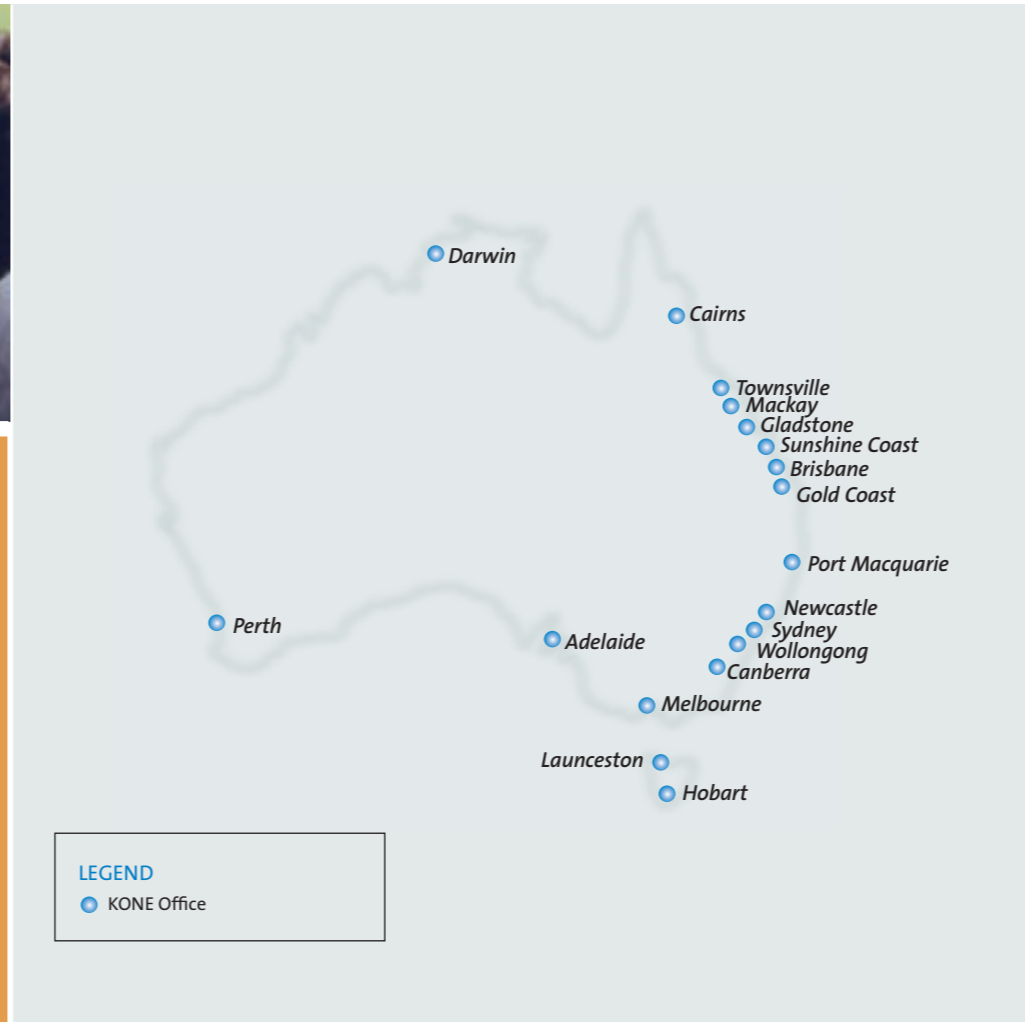 Darwin
Cairns
Townsville
Mackay
Gladstone
Sunshine Coast
Brisbane
Gold Coast
Port Macquarie
Newcastle
Perth
Sydney
Adelaide
Wollongong
Canberra
Melbourne
Launceston
Hobart
LEGEND
KONE Office